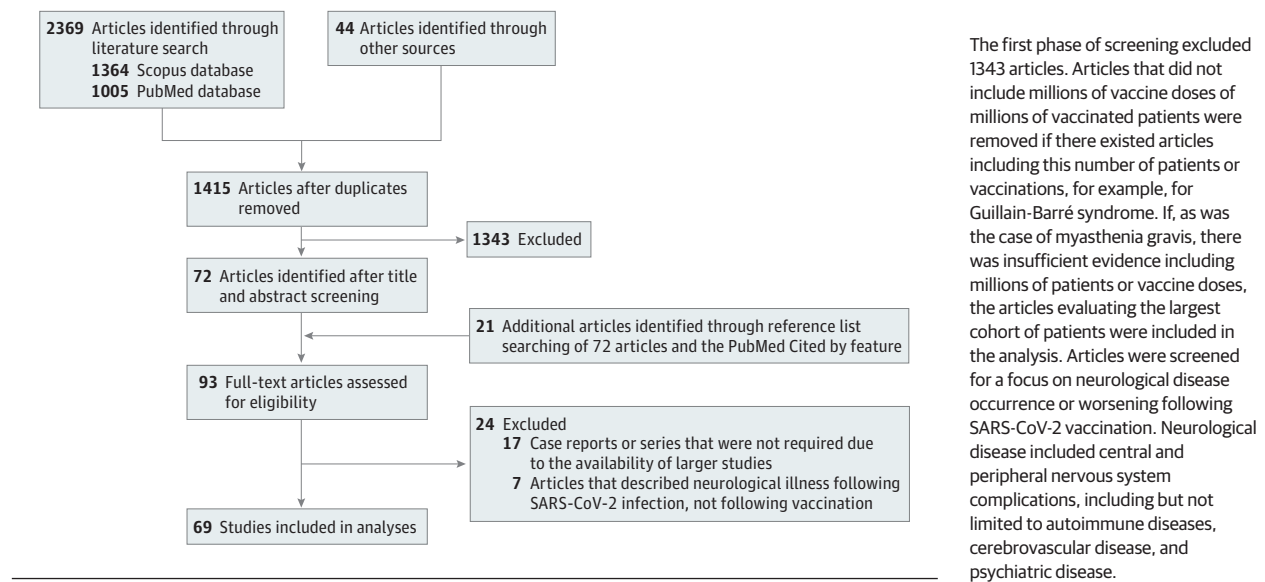 2369 Articles identified through
literature search
1364 Scopus database
1005 PubMed database
44 Articles identified through
other sources
1415 Articles after duplicates
removed
1343 Excluded
72 Articles identified after title
and abstract screening
21 Additional articles identified through reference list
searching of 72 articles and the PubMed Cited by feature
93 Full-text articles assessed
for eligibility
24 Excluded
17 Case reports or series that were not required due
to the availability of larger studies
7 Articles that described neurological illness following
SARS-CoV-2 infection, not following vaccination
69 Studies included in analyses
The first phase of screening excluded
1343 articles. Articles that did not
include millions of vaccine doses of
millions of vaccinated patients were
removed if there existed articles
including this number of patients or
vaccinations, for example, for
Guillain-Barré syndrome. If, as was
the case of myasthenia gravis, there
was insufficient evidence including
millions of patients or vaccine doses,
the articles evaluating the largest
cohort of patients were included in
the analysis. Articles were screened
for a focus on neurological disease
occurrence or worsening following
SARS-CoV-2 vaccination. Neurological
disease included central and
peripheral nervous system
complications, including but not
limited to autoimmune diseases,
cerebrovascular disease, and
psychiatric disease.